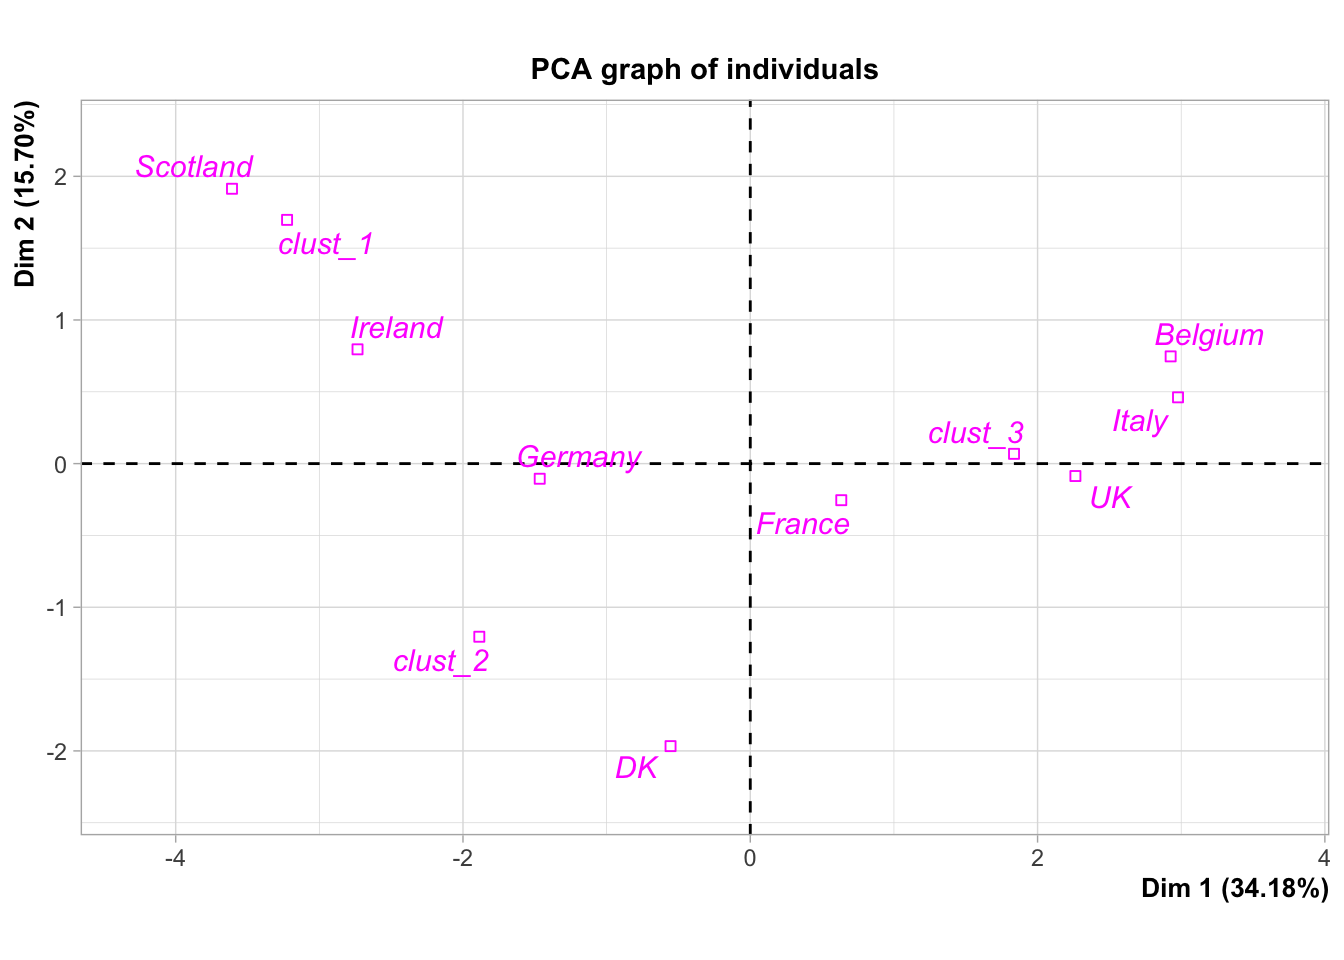 PCA graph of individuals
Dim 2 (15.70%)
2
1
0
-1
-2
Scotland
clust_1
Ireland
Belgium
Italy
clust_3
Germany
UK
France
clust_2
DK
-4
-2
0
2
4
Dim 1 (34.18%)